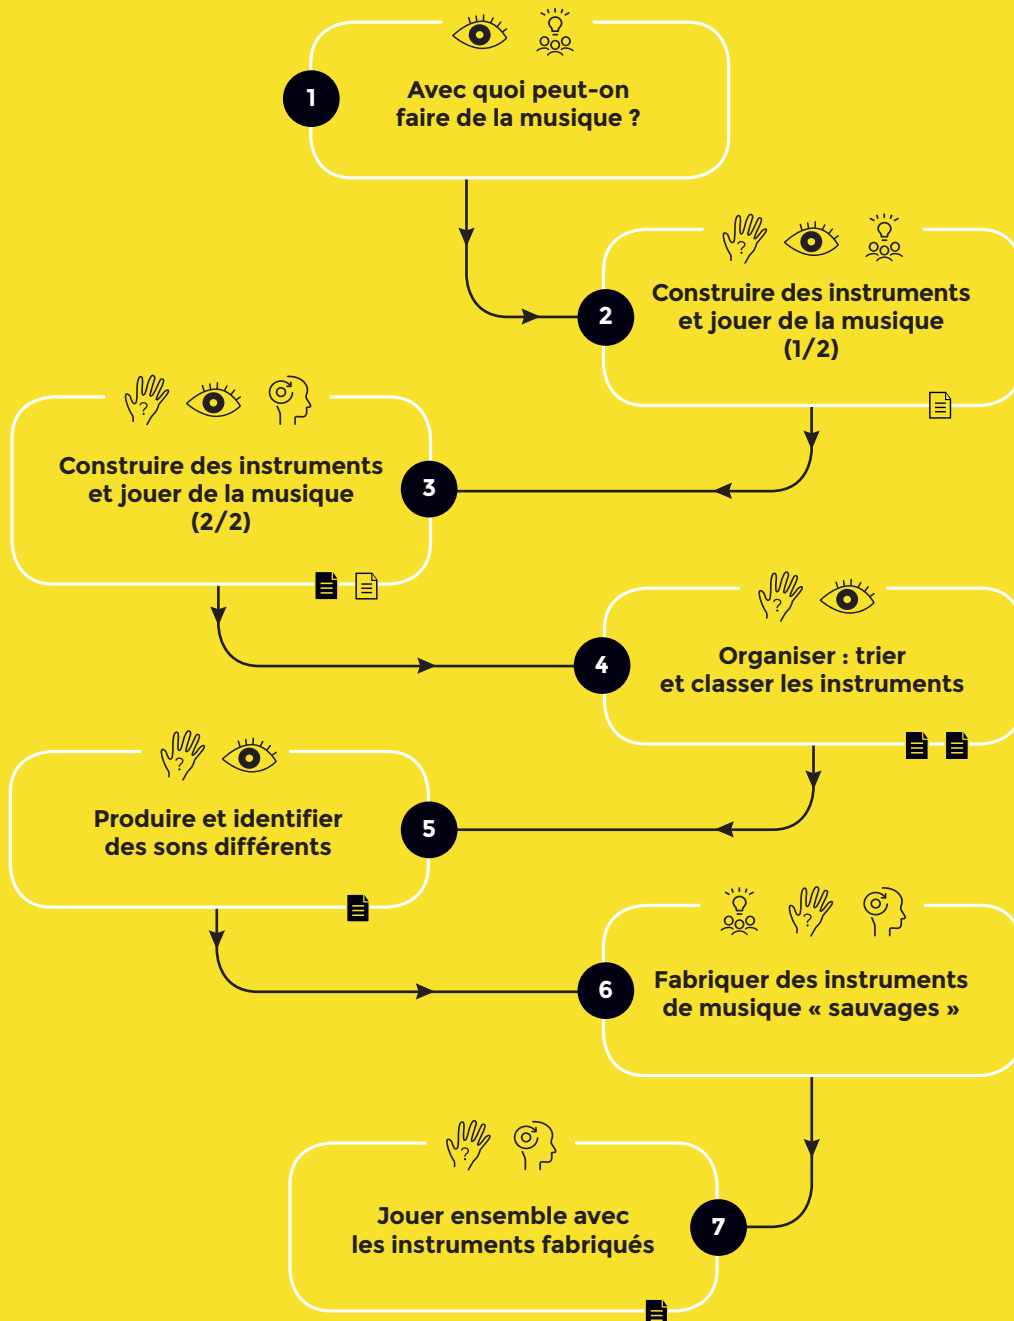 1
Avec quoi peut-on
faire de la musique ?
2
Construire des instruments
et jouer de la musique
(1/2)
3
Construire des instruments
et jouer de la musique
(2/2)
4
Organiser : trier
et classer les instruments
5
Produire et identifier
des sons différents
6
Fabriquer des instruments
de musique « sauvages »
7
Jouer ensemble avec
les instruments fabriqués